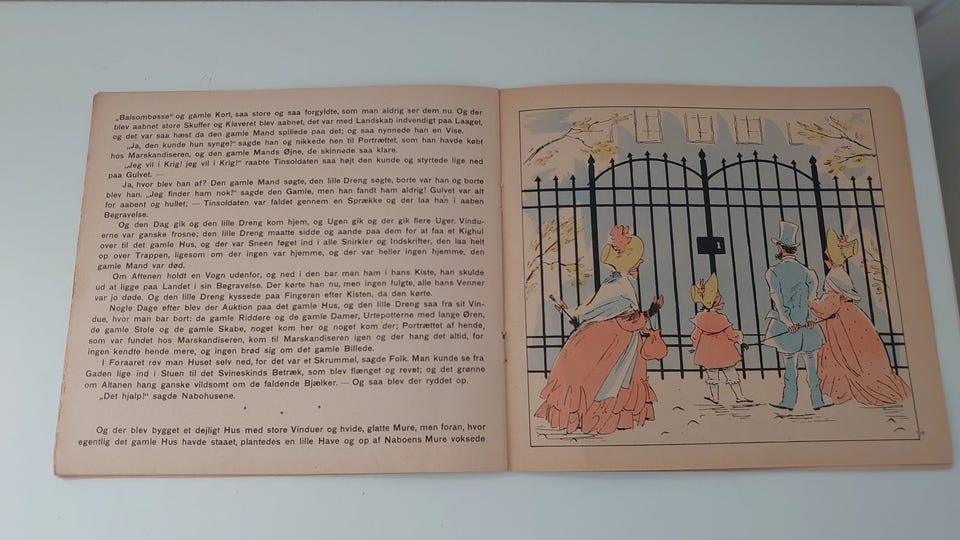 „Balsombøsse" og gamle Kort, saa store og saa forgyldte, som man aldrig ser dem nu. Og der
blev aabnet store Skuffer og Klaveret blev aabnet, det var med Landskab indvendigt paa Laaget,
og det var saa hæst da den gamle Mand spillede paa det; og saa nynnede han en Vise.
„Ja, den kunde hun synge!" sagde han og nikkede hen til Portrættet, som han havde købt
hos Marskandiseren, og den gamle Mands Øjne, de skinnede saa klare.
„Jeg vil i Krig! jeg vil i Krig!" raabte Tinsoldaten saa højt den kunde og styrtede lige ned
paa Gulvet. —
Ja, hvor blev han af? Den gamle Mand søgte, den lille Dreng søgte, borte var han og borte
blev han. „Jeg finder ham nok!" sagde den Gamle, men han fandt ham aldrig! Gulvet var alt
for aabent og hullet; — Tinsoldaten var faldet gennem en Sprække og der laa han i aaben
Begravelse.
Og den Dag gik og den lille Dreng kom hjem, og Ugen gik og der gik flere Uger. Vindu-
erne var ganske frosne; den lille Dreng maatte sidde og aande paa dem for at faa et Kighul
over til det gamle Hus, og der var Sneen føget ind i alle Snirkler og Indskrifter, den laa helt
op over Trappen, ligesom om der ingen var hjemme, og der var heller ingen hjemme, den
gamle Mand var død.
Om Aftenen holdt en Vogn udenfor, og ned i den bar man ham i hans Kiste, han skulde
ud at ligge paa Landet i sin Begravelse. Der kørte han nu, men ingen fulgte, alle hans Venner
var jo døde. Og den lille Dreng kyssede paa Fingeren efter Kisten, da den kørte.
Nogle Dage efter blev der Auktion paa det gamle Hus, og den lille Dreng saa fra sit Vin-
due, hvor man bar bort: de gamle Riddere og de gamle Damer, Urtepotterne med lange Øren,
de gamle Stole og de gamle Skabe, noget kom her og noget kom der; Portrættet af hende,
som var fundet hos Marskandiseren, kom til Marskandiseren igen og der hang det altid, for
ingen kendte hende mere, og ingen brød sig om det gamle Billede.
I Foraaret rev man Huset selv ned, for det var et Skrummel, sagde Folk. Man kunde se fra
Gaden lige ind i Stuen til det Svineskinds Betræk, som blev flænget og revet; og det grønne
om Altanen hang ganske vildsomt om de faldende Bjælker. — Og saa blev der ryddet op.
„Det hjalp!" sagde Nabohusene.
* * *
Og der blev bygget et dejligt Hus med store Vinduer og hvide, glatte Mure, men foran, hvor
egentlig det gamle Hus havde staaet, plantedes en lille Have og op af Naboens Mure voksede
1